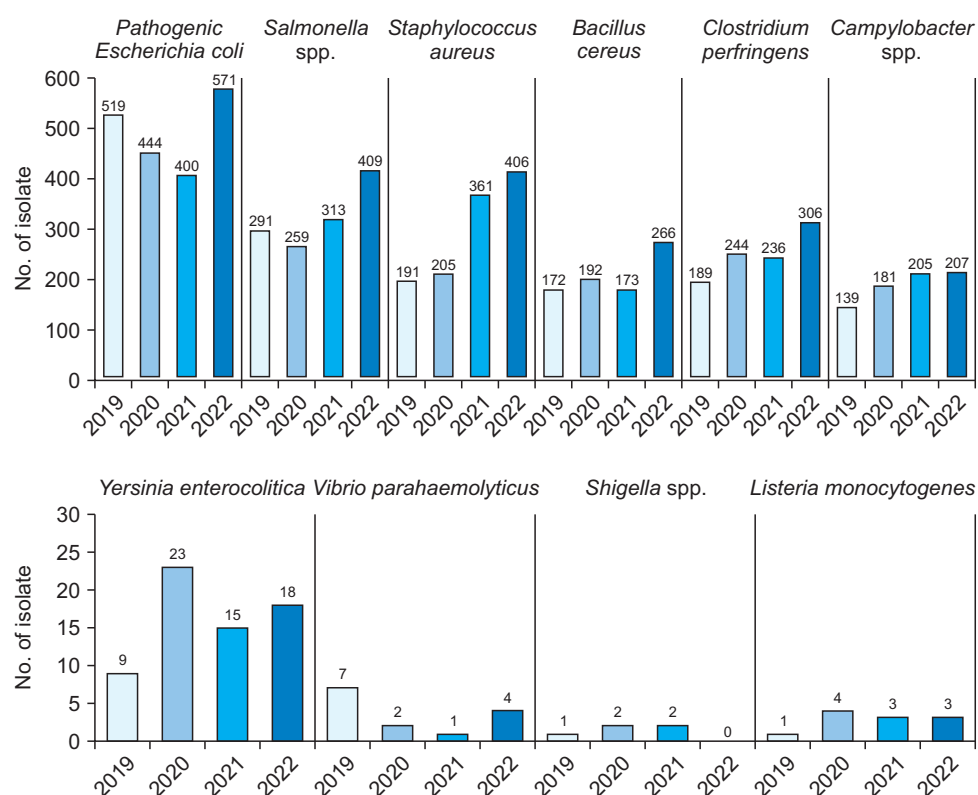 Pathogenic Salmonella Staphylococcus Bacillus Clostridium Campylobacter
Escherichia coli spp. aureus cereus perfringens spp.
No. of isolate
600
500
400
300
200
100
0
519 444 400 571
291 259 313 409
191 205 361 406
172 192 173 266
189 244 236 306
139 181 205 207
2019 2020 2021 2022 2019 2020 2021 2022 2019 2020 2021 2022 2019 2020 2021 2022 2019 2020 2021 2022 2019 2020 2021 2022
Yersinia enterocolitica Vibrio parahaemolyticus Shigella spp. Listeria monocytogenes
No. of isolate
30
25
20
15
10
5
0
9 23 15 18
7 2 1 4
1 2 2 0
1 4 3 3
2019 2020 2021 2022 2019 2020 2021 2022 2019 2020 2021 2022 2019 2020 2021 2022